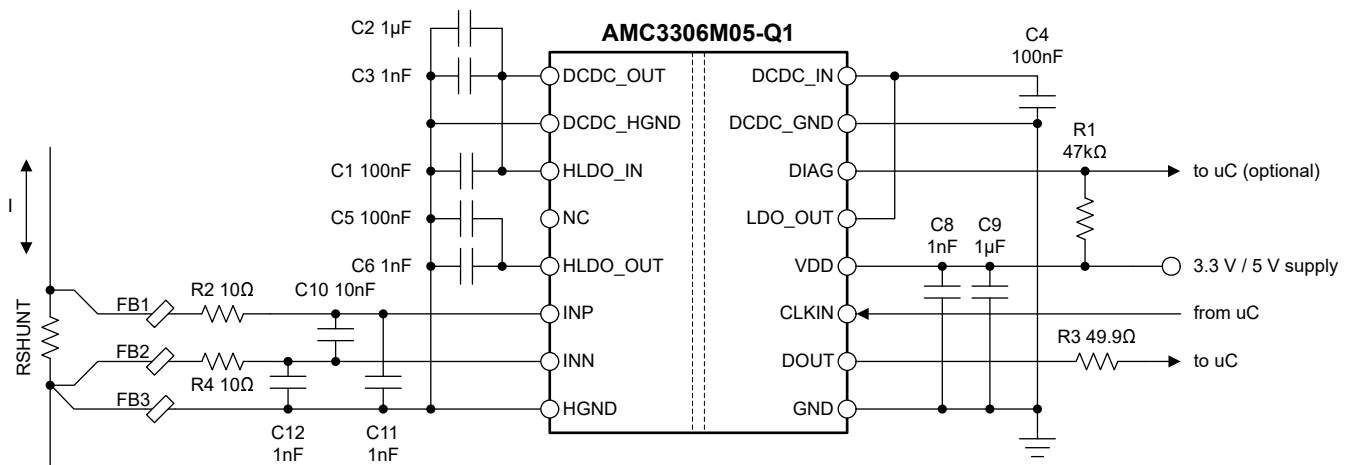 AMC3306M05-Q1
C2 1µF
C3 1nF
C1 100nF
C5 100nF
C6 1nF
I
RSHUNT
FB1
R2 10Ω
C10 10nF
FB2
R4 10Ω
FB3
C12
1nF
C11
1nF
DCDC_OUT
DCDC_HGND
HLDO_IN
NC
HLDO_OUT
INP
INN
HGND
DCDC_IN
DCDC_GND
DIAG
LDO_OUT
VDD
CLKIN
DOUT
GND
C4
100nF
R1
47kΩ
to uC (optional)
C8
1nF
C9
1µF
3.3 V / 5 V supply
from uC
R3 49.9Ω
to uC